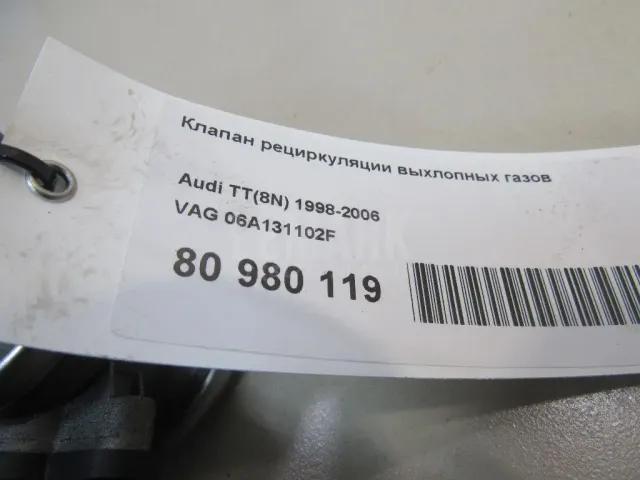 Клапан рециркуляции выхлопных газов
Audi TT(8N) 1998-2006
VAG 06A131102F
80 980 119